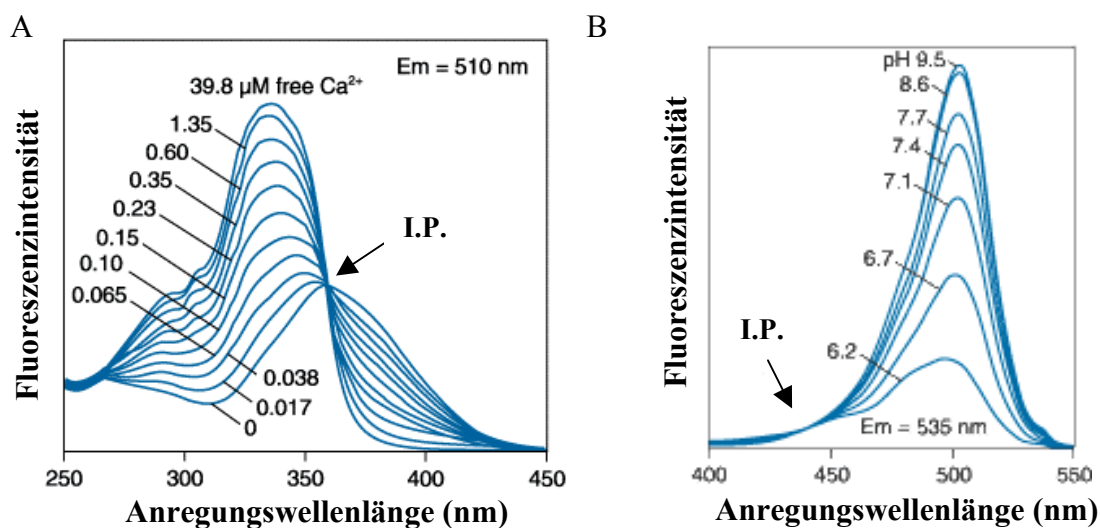 A
Em = 510 nm
39.8 µM free Ca²⁺
1.35
0.60
0.35
0.23
0.15
0.10
0.065
0.038
0.017
0
I.P.
Fluoreszenzintensität
250 300 350 400 450
Anregungswellenlänge (nm)
B
pH 9.5
8.6
7.7
7.4
7.1
6.7
6.2
I.P.
Em = 535 nm
Fluoreszenzintensität
400 450 500 550
Anregungswellenlänge (nm)